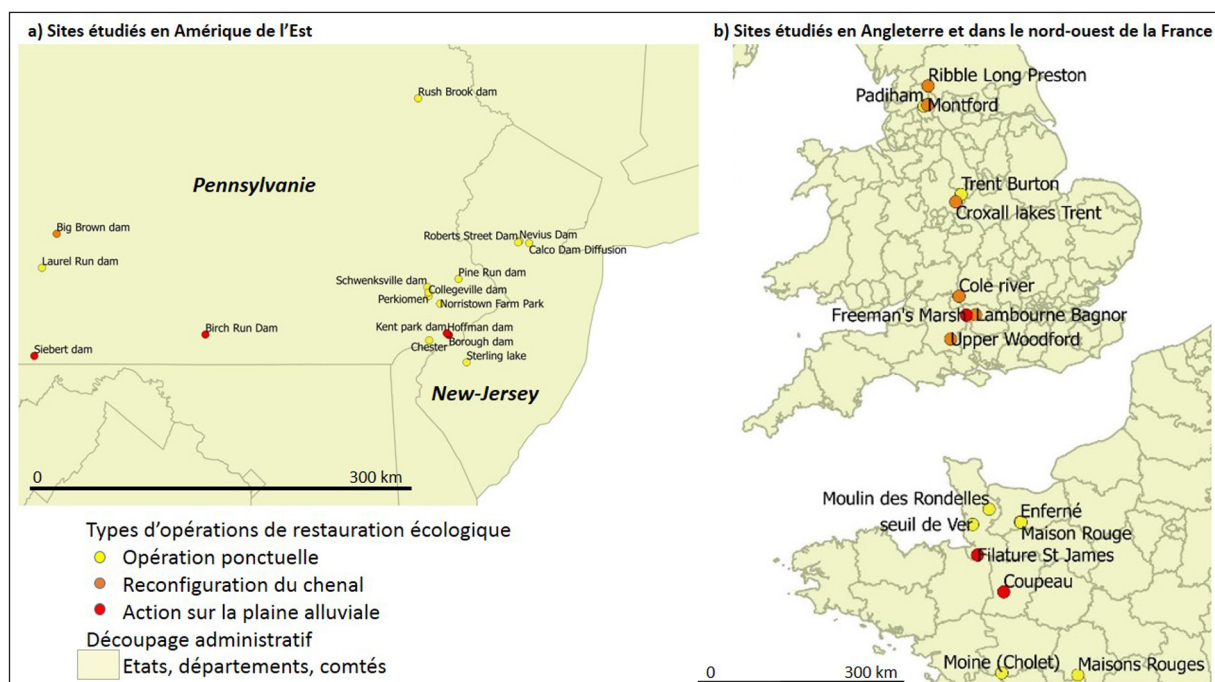 a) Sites étudiés en Amérique de l'Est
Rush Brook dam
Pennsylvanie
Big Brown dam
Laurel Run dam
Roberts Street Dam
Nevius Dam
Calco Dam Diffusion
Pine Run dam
Schwenksville dam
Collegeville dam
Perkiomen
Norristown Farm Park
Birch Run Dam
Kent park dam
Hoffman dam
Siebert dam
Chester
Borough dam
Sterling lake
New-Jersey
0 300 km
Types d'opérations de restauration écologique
Opération ponctuelle
Reconfiguration du chenal
Action sur la plaine alluviale
Découpage administratif
Etats, départements, comtés
b) Sites étudiés en Angleterre et dans le nord-ouest de la France
Ribble Long Preston
Padiham
Montford
Trent Burton
Croxall lakes Trent
Cole river
Freeman's Marsh
Lambourne Bagnor
Upper Woodford
Moulin des Rondelles
Enferné
seuil de Ver
Maison Rouge
Filature St James
Coupeau
Moine (Cholet)
Maisons Rouges
0 300 km